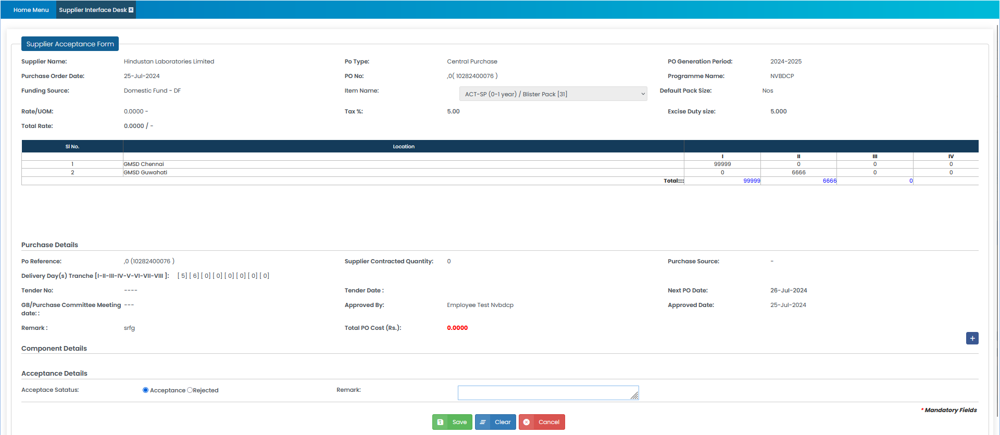 Home Menu Supplier Interface Desk
Supplier Acceptance Form
Supplier Name: Hindustan Laboratories Limited Po Type: Central Purchase PO Generation Period: 2024-2025
Purchase Order Date: 25-Jul-2024 PO No: ,0( 10282400076 ) Programme Name: NVBDCP
Funding Source: Domestic Fund - DF Item Name: ACT-SP (0-1 year) / Blister Pack [31] Default Pack Size: Nos
Rate/UOM: 0.0000 - Tax %: 5.00 Excise Duty size: 5.000
Total Rate: 0.0000 / -
Sl No. Location
I II III IV
1 GMSD Chennai 99999 0 0 0
2 GMSD Guwahati 0 6666 0 0
Total:::: 99999 6666 0
Purchase Details
Po Reference: ,0 (10282400076 ) Supplier Contracted Quantity: 0 Purchase Source: -
Delivery Day(s) Tranche [I-II-III-IV-V-VI-VII-VIII ]: [ 5] [ 6] [ 0] [ 0] [ 0] [ 0] [ 0] [ 0]
Tender No: ---- Tender Date : Next PO Date: 26-Jul-2024
GB/Purchase Committee Meeting --- Approved By: Employee Test Nvbdcp Approved Date: 25-Jul-2024
date: :
Remark : srfg Total PO Cost (Rs.): 0.0000
+
Component Details
Acceptance Details
Acceptace Satatus: Acceptance Rejected Remark:
* Mandatory Fields
Save Clear Cancel